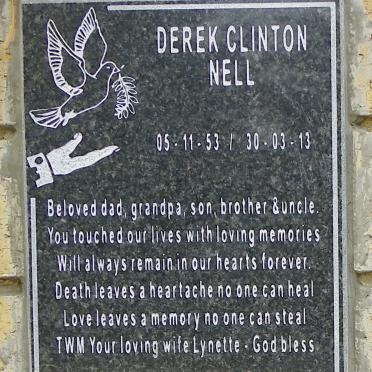 DEREK CLINTON
NELL
05-11-53 / 30-03-13
Beloved dad, grandpa, son, brother &uncle.
You touched our lives with loving memories
Will always remain in our hearts forever.
Death leaves a heartache no one can heal
Love leaves a memory no one can steal
TWM Your loving wife Lynette - God bless